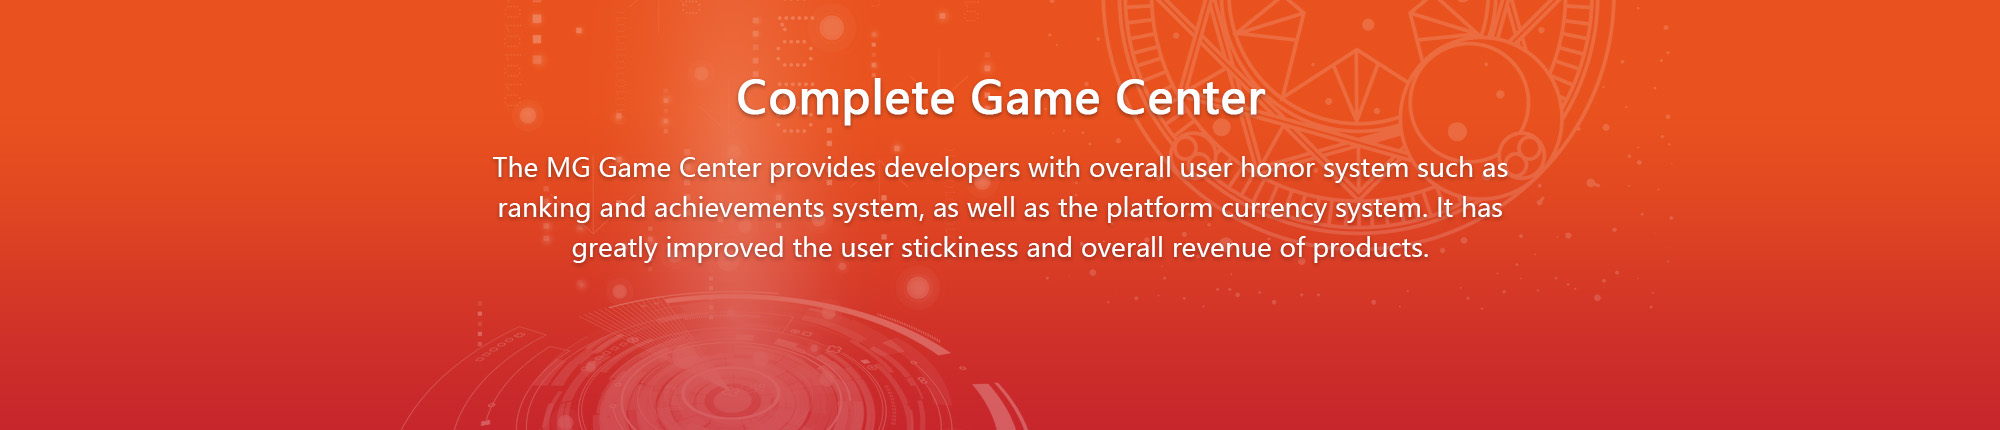 Complete Game Center
The MG Game Center provides developers with overall user honor system such as
ranking and achievements system, as well as the platform currency system. It has
greatly improved the user stickiness and overall revenue of products.